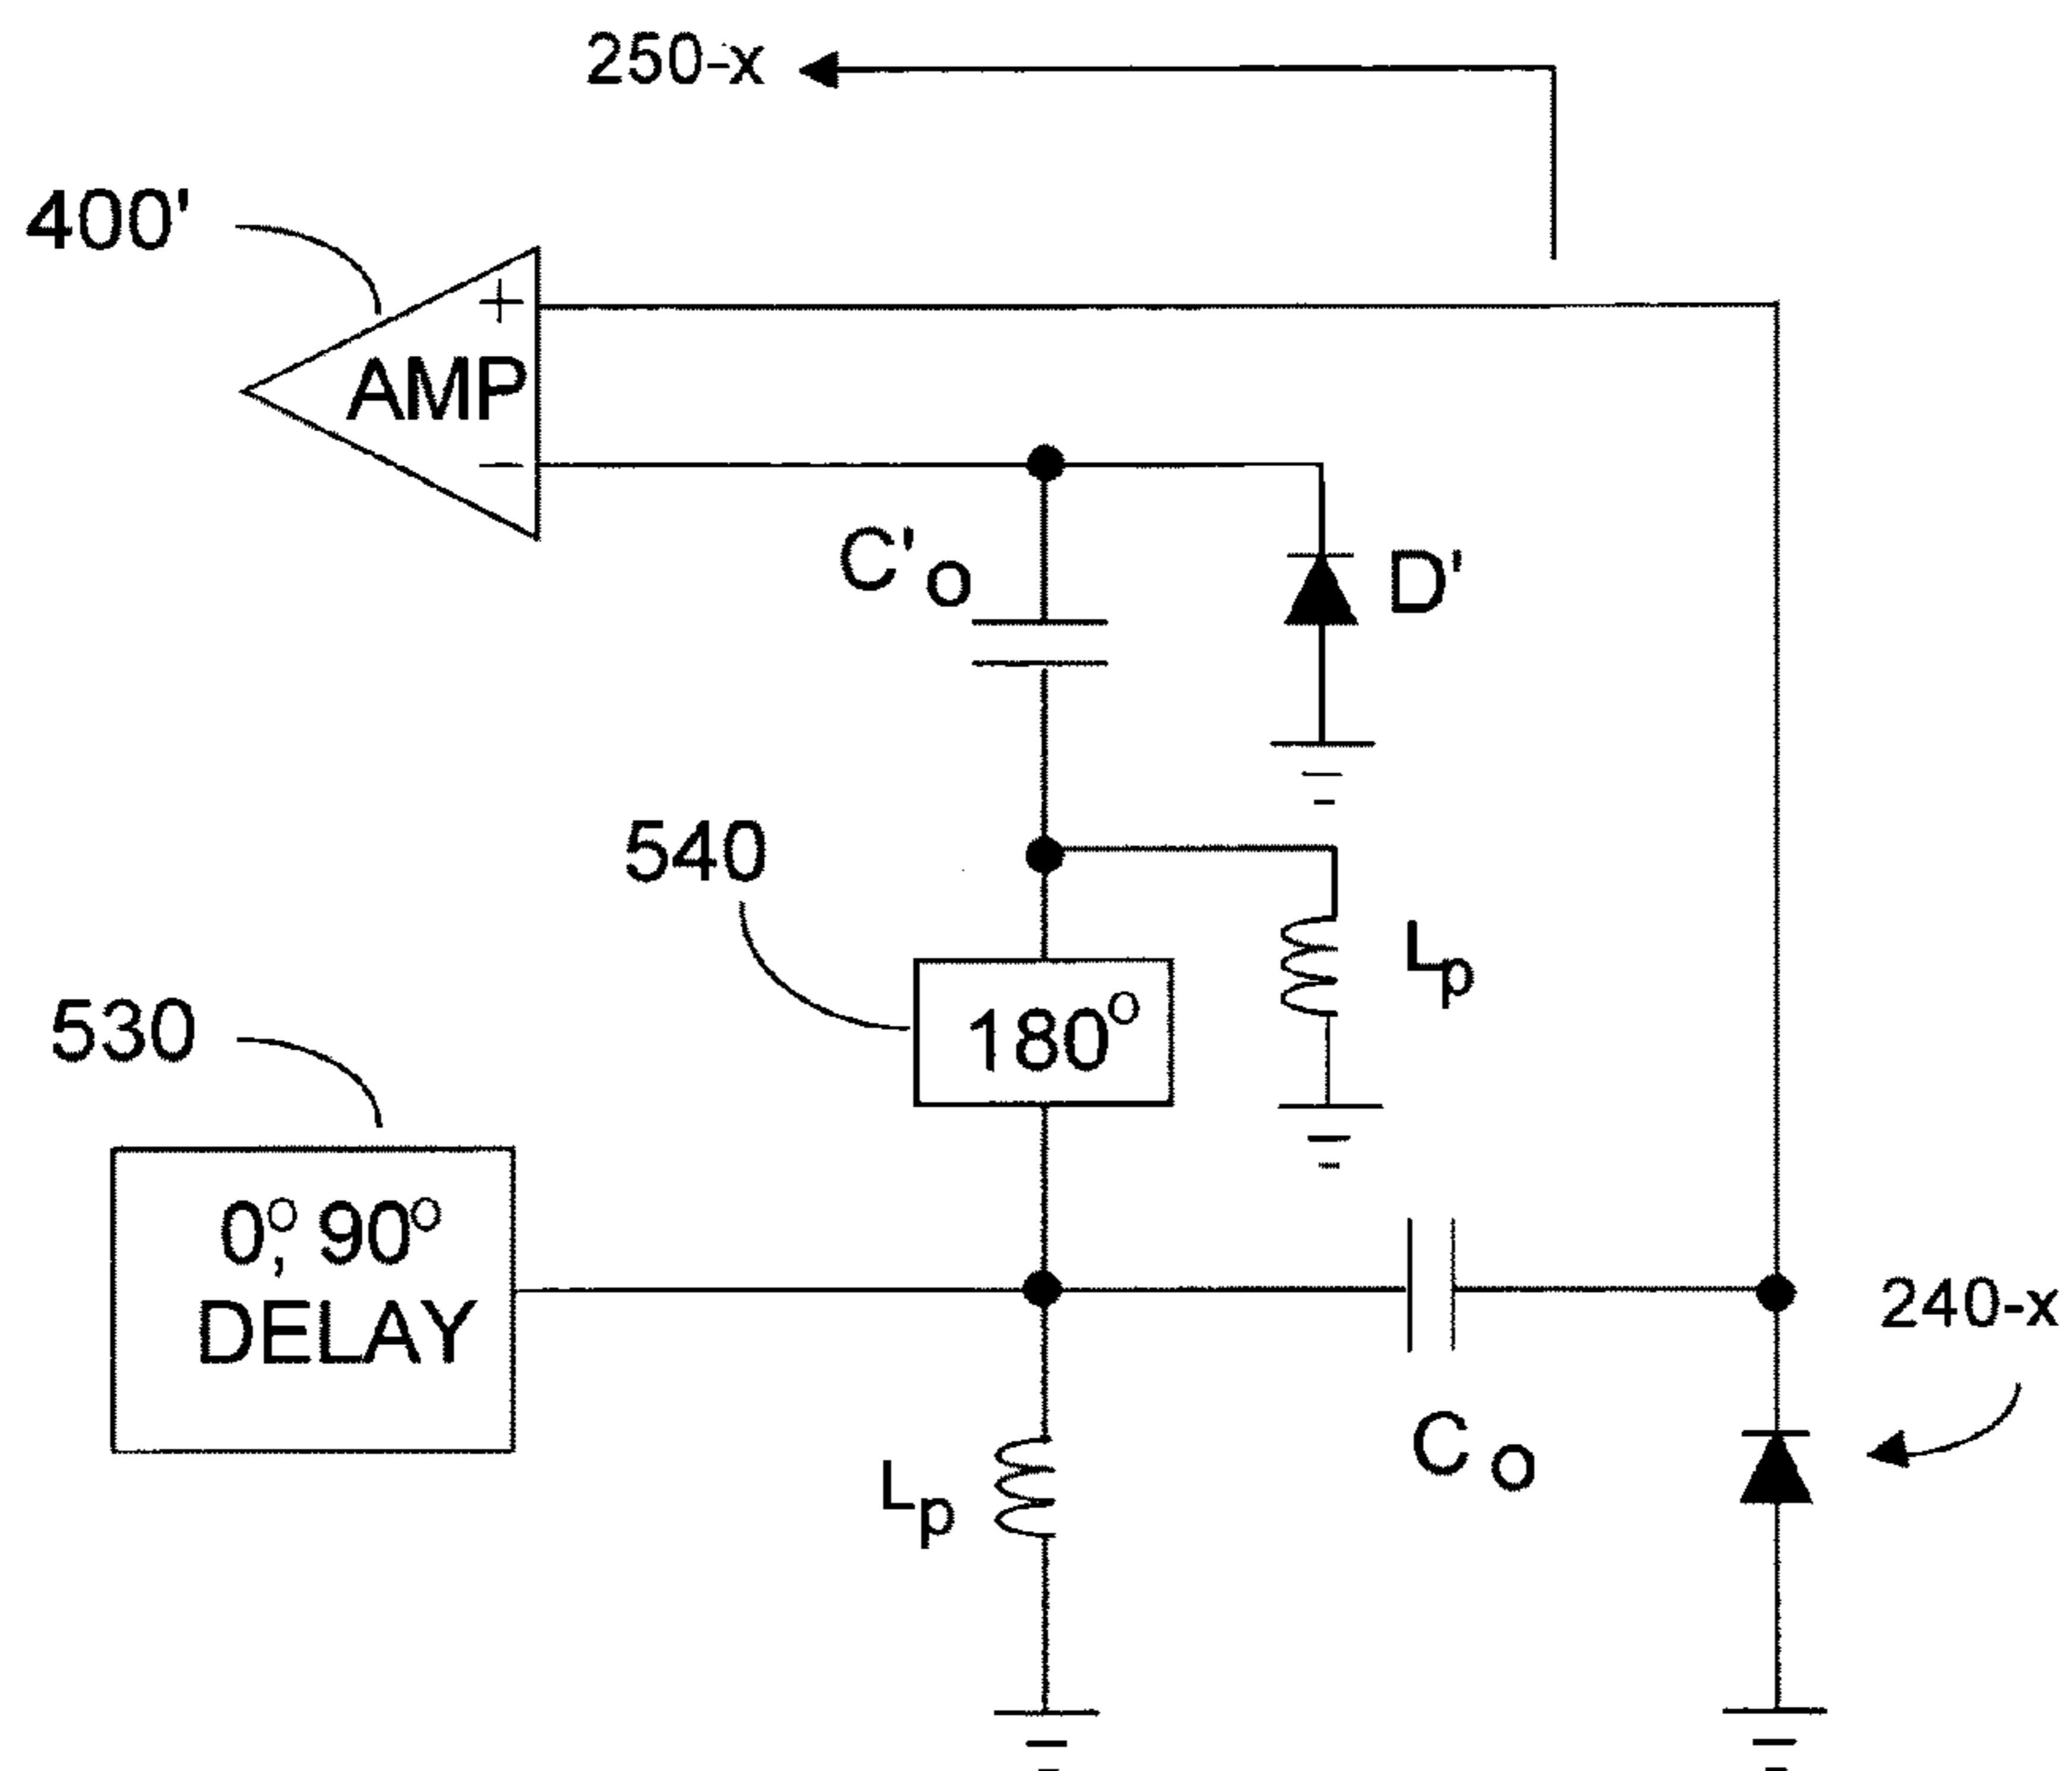 250-x
400'
+
AMP
−
C'o
D'
540
Lp
180°
530
0°, 90°
DELAY
240-x
Co
Lp